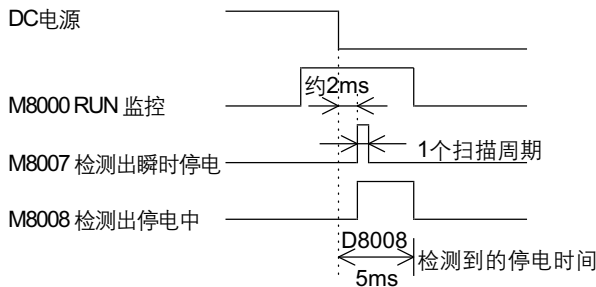 DC电源
约2ms
M8000 RUN 监控
1个扫描周期
M8007 检测出瞬时停电
M8008 检测出停电中
D8008
检测到的停电时间
5ms